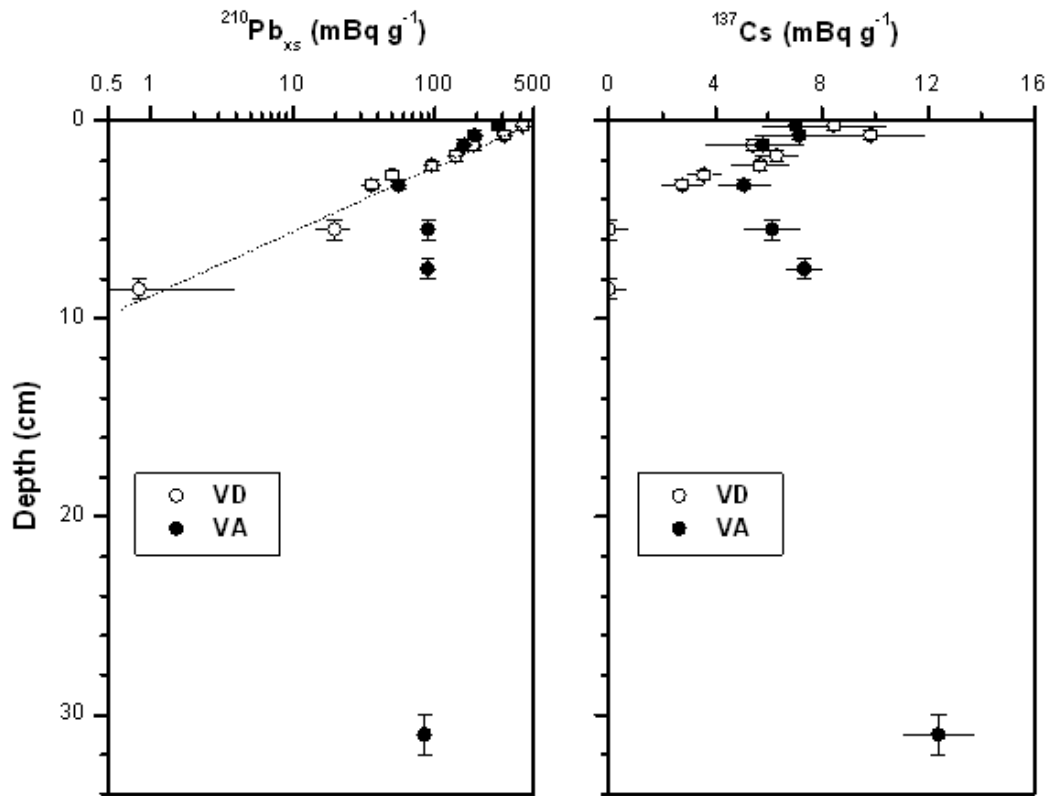 ²¹⁰Pbₓₛ (mBq g⁻¹)
0.5 1 10 100 500
0
10
20
30
Depth (cm)
VD
VA
¹³⁷Cs (mBq g⁻¹)
0 4 8 12 16
VD
VA